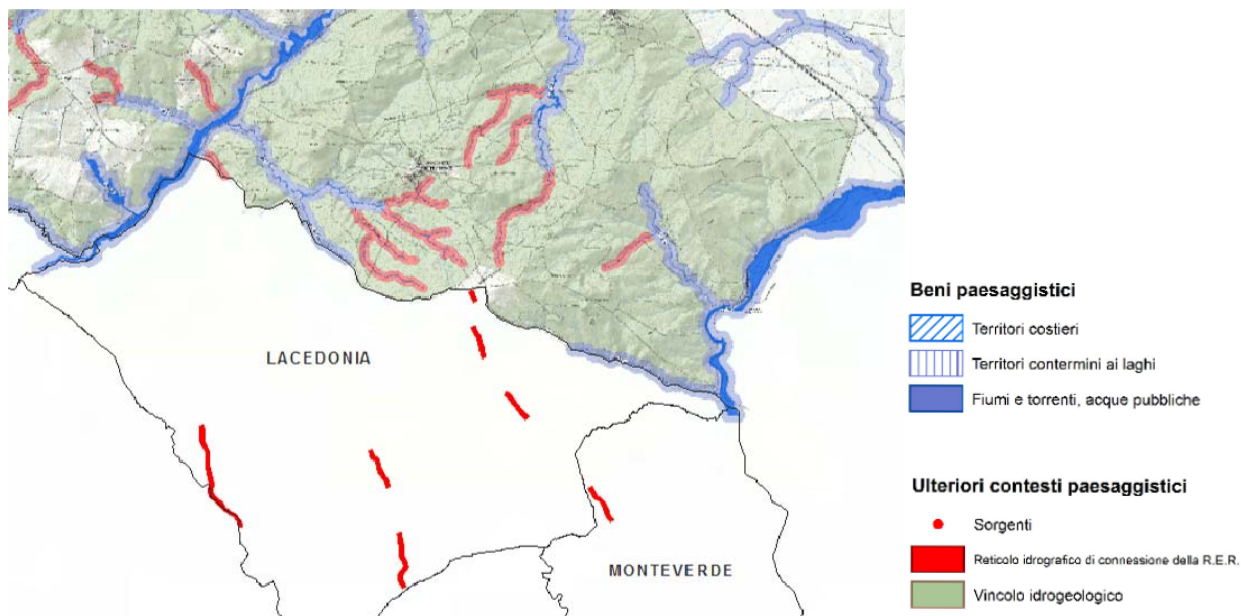 LACEDONIA
MONTEVERDE
Beni paesaggistici
Territori costieri
Territori contermini ai laghi
Fiumi e torrenti, acque pubbliche
Ulteriori contesti paesaggistici
Sorgenti
Reticolo idrografico di connessione della R.E.R.
Vincolo idrogeologico